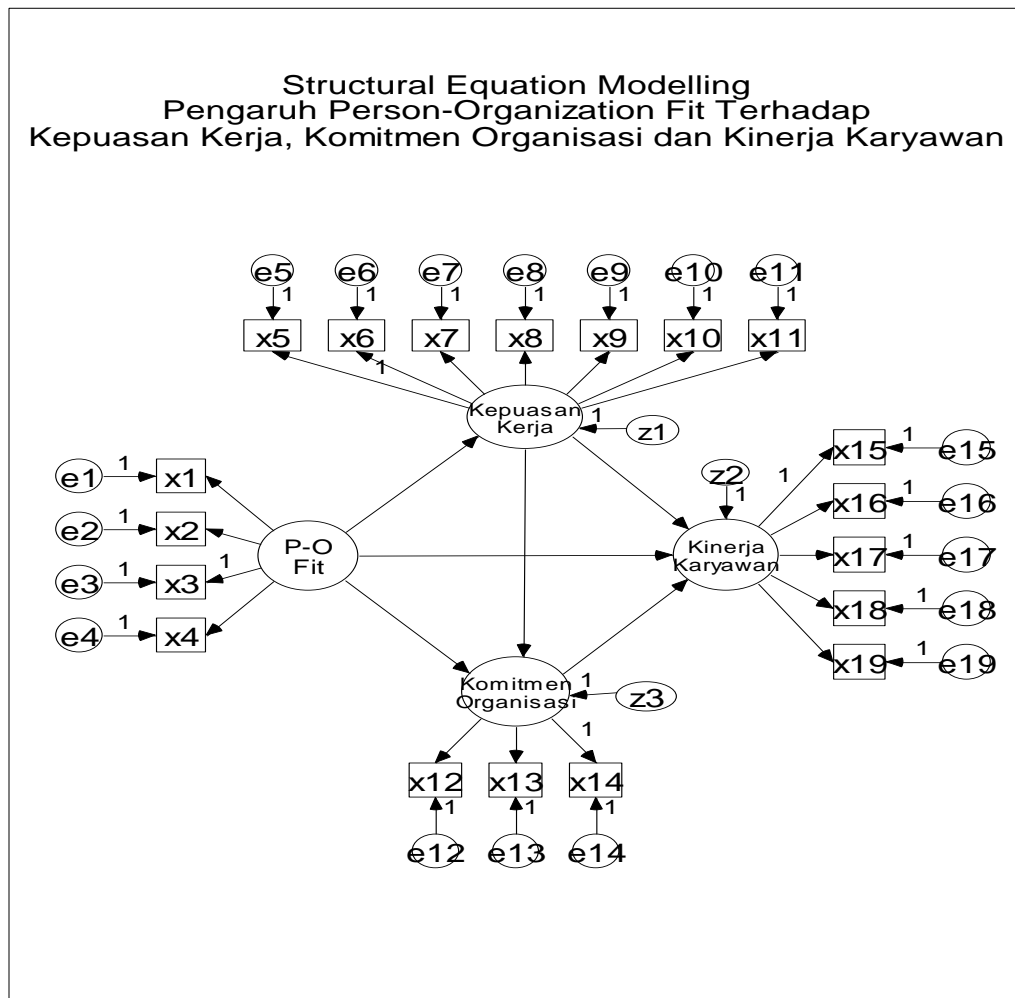 Structural Equation Modelling
Pengaruh Person-Organization Fit Terhadap
Kepuasan Kerja, Komitmen Organisasi dan Kinerja Karyawan
e5 e6 e7 e8 e9 e10 e11
1 1 1 1 1 1 1
x5 x6 x7 x8 x9 x10 x11
1
Kepuasan
Kerja
1
z1
e1 1 x1
e2 1 x2
e3 1 x3
1
e4 1 x4
P-O
Fit
z2
1
Kinerja
Karyawan
1
x15 1 e15
x16 1 e16
x17 1 e17
x18 1 e18
x19 1 e19
Komitmen
Organisasi
1
z3
1
x12 x13 x14
1 1 1
e12 e13 e14